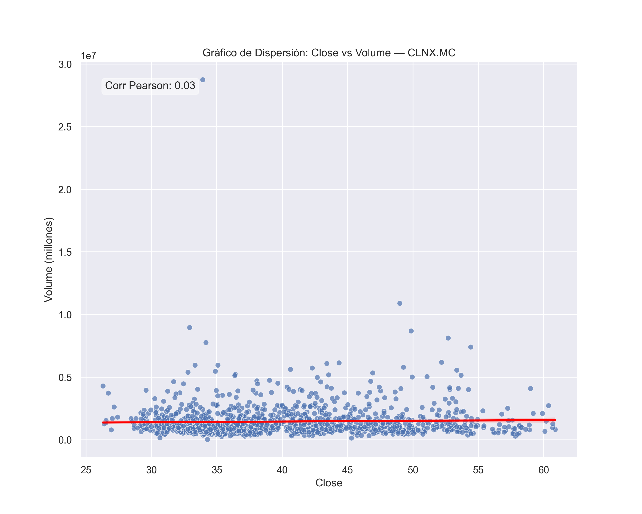 Gráfico de Dispersión: Close vs Volume — CLNX.MC
1e7
3.0
Corr Pearson: 0.03
2.5
2.0
1.5
1.0
0.5
0.0
Volume (millones)
25 30 35 40 45 50 55 60
Close